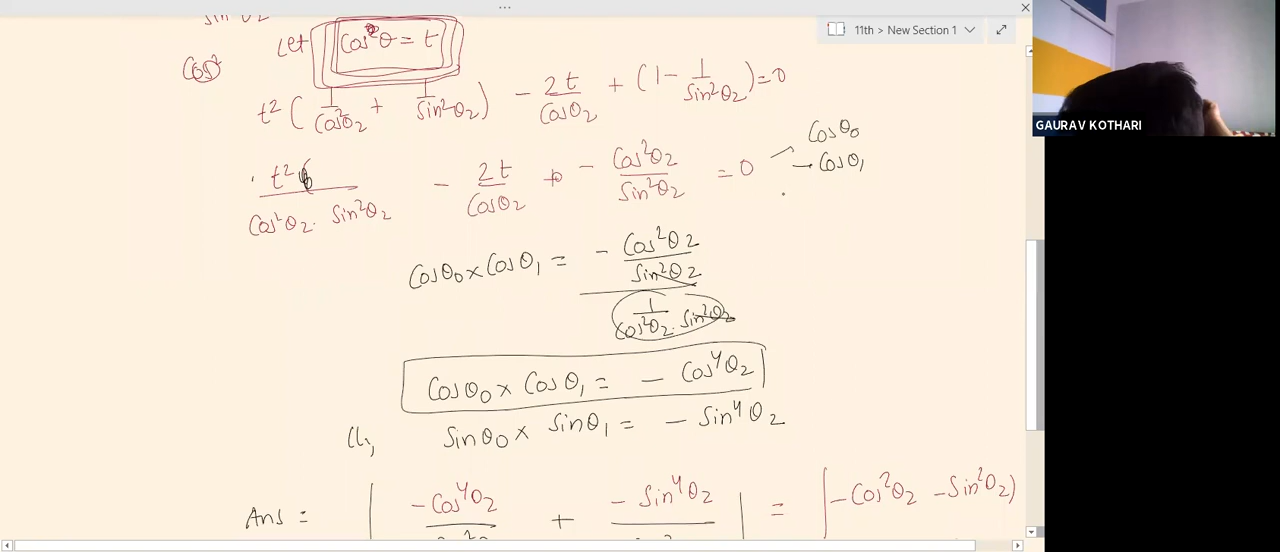 11th > New Section 1
Let Cos²θ = t
Cos²
t² ( 1/Cos²θ2 + 1/Sin²θ2 ) - 2t/Cosθ2 + (1 - 1/Sin²θ2) = 0
GAURAV KOTHARI
t²/Cos²θ2 . Sin²θ2 - 2t/Cosθ2 - Cos²θ2/Sin²θ2 = 0
Cosθ0
Cosθ1
Cosθ0 × Cosθ1 = - Cos²θ2/Sin²θ2
1/Cos²θ2 . Sin²θ2
Cosθ0 × Cosθ1 = - Cos⁴θ2
Sinθ0 × Sinθ1 = - Sin⁴θ2
Ans = | -Cos⁴θ2 + - Sin⁴θ2 | = | -Cos²θ2 - Sin²θ2)